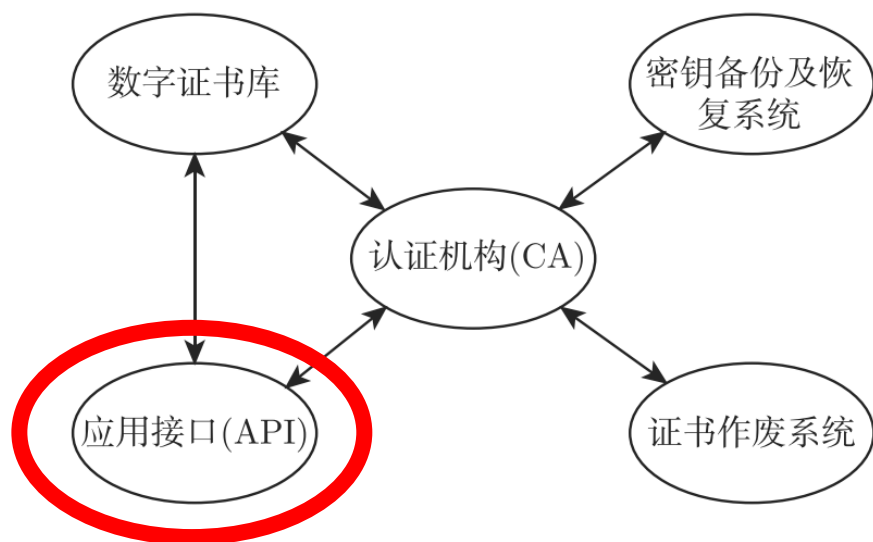 数字证书库
密钥备份及恢
复系统
认证机构(CA)
应用接口(API)
证书作废系统